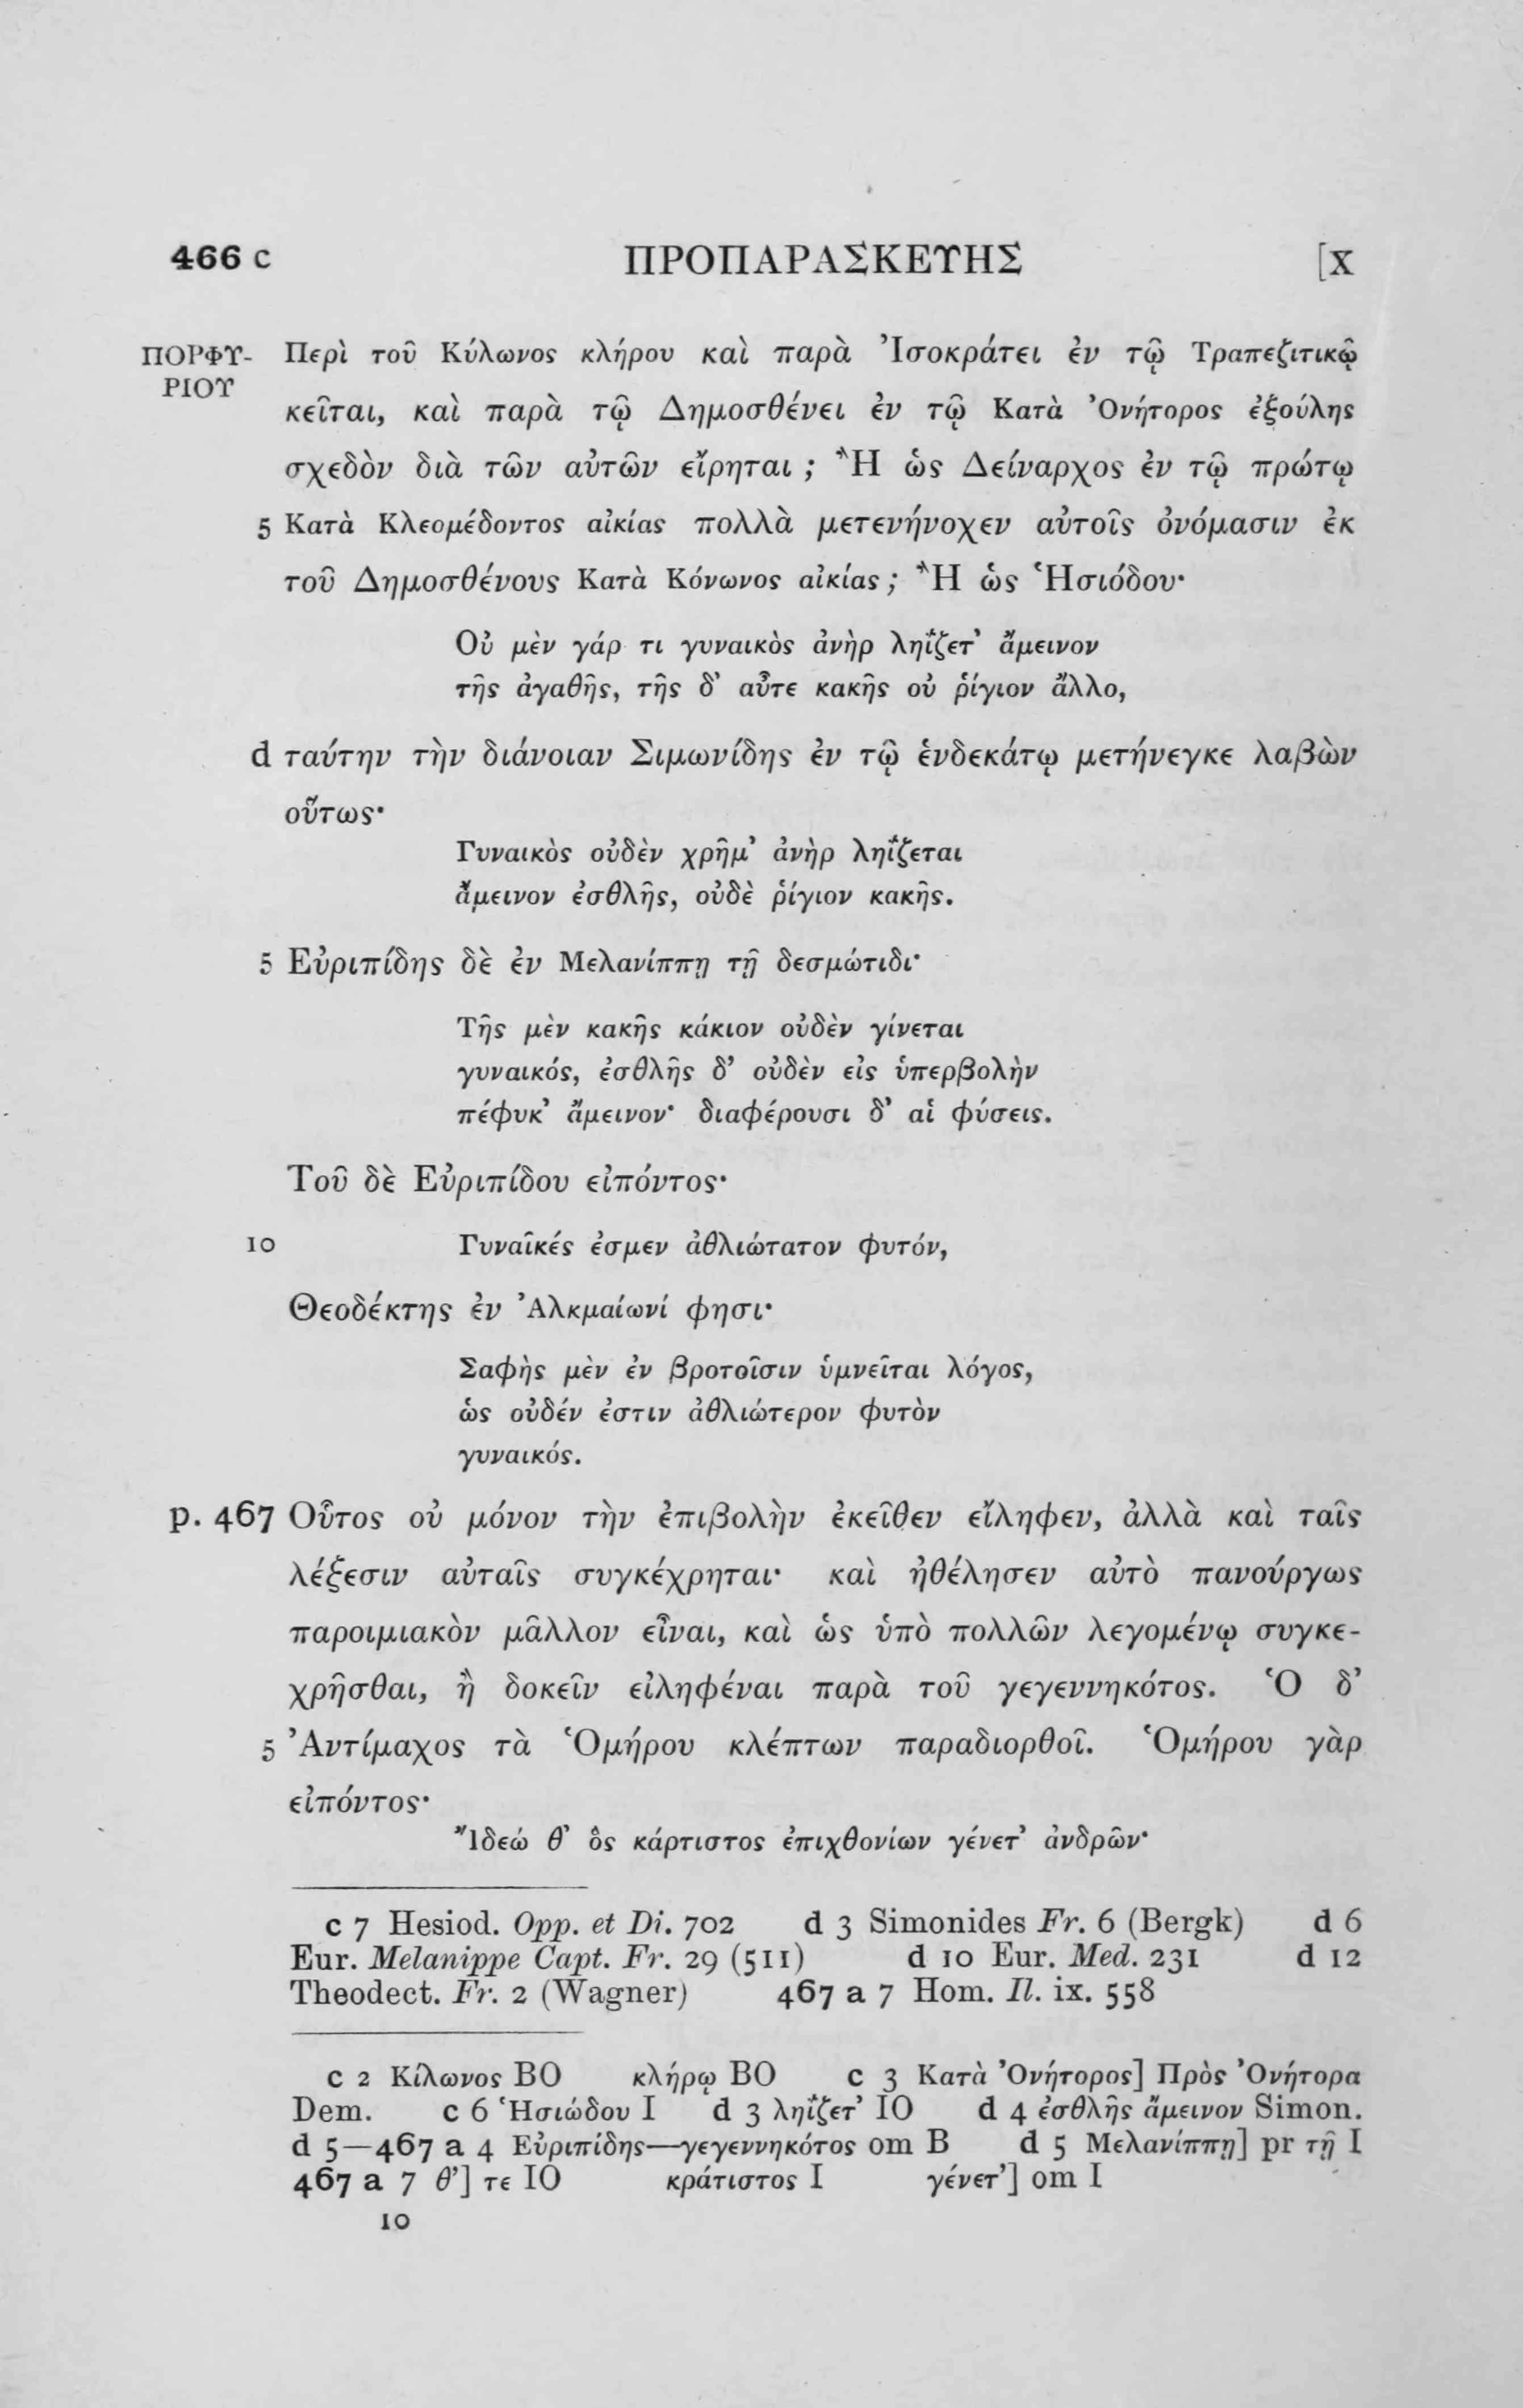 466 c ΠΡΟΠΑΡΑΣΚΕΥΗΣ [X
ΠΟΡΦΥ- Περὶ τοῦ Κύλωνος κλήρου καὶ παρὰ Ἰσοκράτει ἐν τῷ Τραπεζιτικῷ
ΡΙΟΥ
κεῖται, καὶ παρὰ τῷ Δημοσθένει ἐν τῷ Κατὰ Ὀνήτορος ἐξούλης
σχεδὸν διὰ τῶν αὐτῶν εἴρηται ; Ἢ ὡς Δείναρχος ἐν τῷ πρώτῳ
5 Κατὰ Κλεομέδοντος αἰκίας πολλὰ μετενήνοχεν αὐτοῖς ὀνόμασιν ἐκ
τοῦ Δημοσθένους Κατὰ Κόνωνος αἰκίας ; Ἢ ὡς Ἡσιόδου·
Οὐ μὲν γάρ τι γυναικὸς ἀνὴρ ληΐζετ' ἄμεινον
τῆς ἀγαθῆς, τῆς δ' αὖτε κακῆς οὐ ῥίγιον ἄλλο,
d ταύτην τὴν διάνοιαν Σιμωνίδης ἐν τῷ ἑνδεκάτῳ μετήνεγκε λαβὼν
οὕτως·
Γυναικὸς οὐδὲν χρῆμ' ἀνὴρ ληΐζεται
ἄμεινον ἐσθλῆς, οὐδὲ ῥίγιον κακῆς.
5 Εὐριπίδης δὲ ἐν Μελανίππῃ τῇ δεσμώτιδι·
Τῆς μὲν κακῆς κάκιον οὐδὲν γίνεται
γυναικός, ἐσθλῆς δ' οὐδὲν εἰς ὑπερβολὴν
πέφυκ' ἄμεινον· διαφέρουσι δ' αἱ φύσεις.
Τοῦ δὲ Εὐριπίδου εἰπόντος·
10 Γυναῖκές ἐσμεν ἀθλιώτατον φυτόν,
Θεοδέκτης ἐν Ἀλκμαίωνί φησι·
Σαφὴς μὲν ἐν βροτοῖσιν ὑμνεῖται λόγος,
ὡς οὐδέν ἐστιν ἀθλιώτερον φυτὸν
γυναικός.
p. 467 Οὗτος οὐ μόνον τὴν ἐπιβολὴν ἐκεῖθεν εἴληφεν, ἀλλὰ καὶ ταῖς
λέξεσιν αὐταῖς συγκέχρηται· καὶ ἠθέλησεν αὐτὸ πανούργως
παροιμιακὸν μᾶλλον εἶναι, καὶ ὡς ὑπὸ πολλῶν λεγομένῳ συγκε-
χρῆσθαι, ἢ δοκεῖν εἰληφέναι παρὰ τοῦ γεγεννηκότος. Ὁ δ'
5 Ἀντίμαχος τὰ Ὁμήρου κλέπτων παραδιορθοῖ. Ὁμήρου γὰρ
εἰπόντος·
Ἴδεώ θ' ὃς κάρτιστος ἐπιχθονίων γένετ' ἀνδρῶν·
c 7 Hesiod. Opp. et Di. 702 d 3 Simonides Fr. 6 (Bergk) d 6
Eur. Melanippe Capt. Fr. 29 (511) d 10 Eur. Med. 231 d 12
Theodect. Fr. 2 (Wagner) 467 a 7 Hom. Il. ix. 558
c 2 Κίλωνος BO κλήρῳ BO c 3 Κατὰ Ὀνήτορος] Πρὸς Ὀνήτορα
Dem. c 6 Ἡσιώδου I d 3 ληΐζετ' IO d 4 ἐσθλῆς ἄμεινον Simon.
d 5—467 a 4 Εὐριπίδης—γεγεννηκότος om B d 5 Μελανίππῃ] pr τῇ I
467 a 7 θ'] τε IO κράτιστος I γένετ'] om I
10